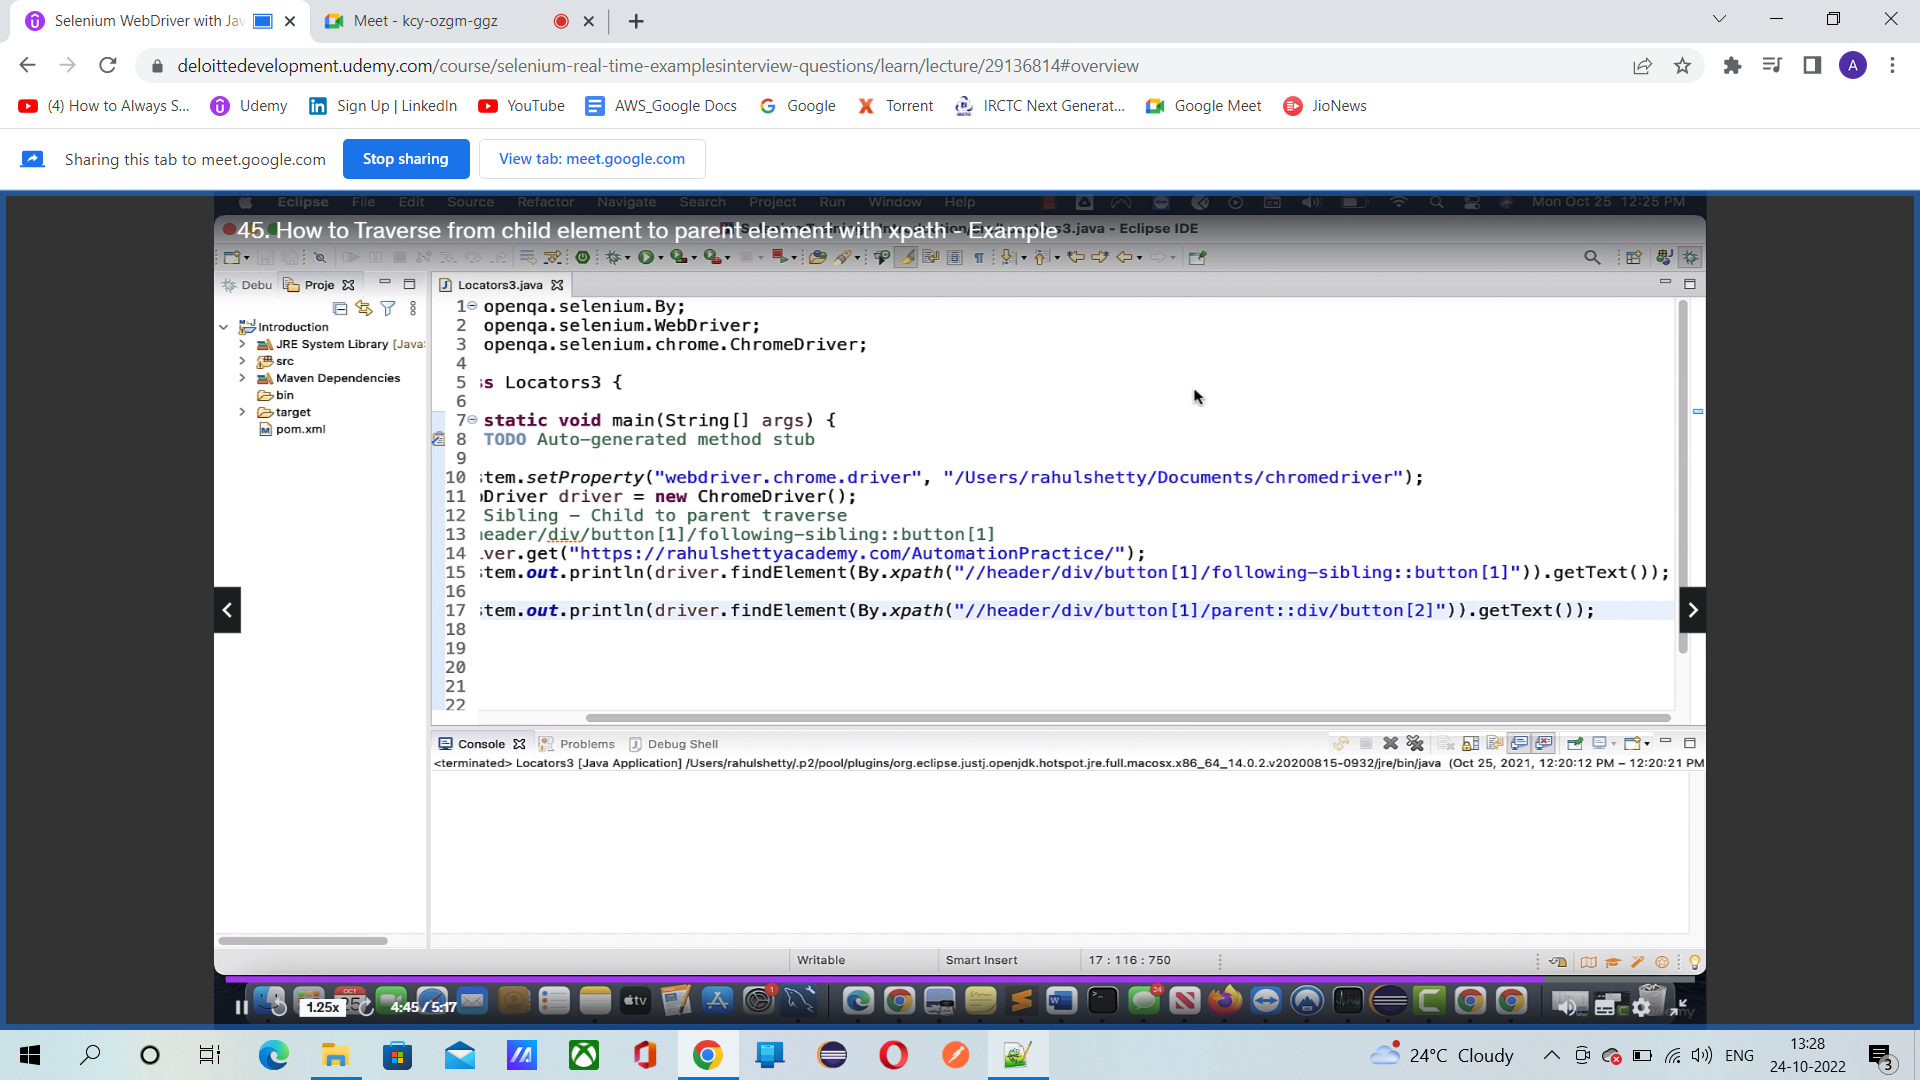 Selenium WebDriver with Jav
Meet - kcy-ozgm-ggz
deloittedevelopment.udemy.com/course/selenium-real-time-examplesinterview-questions/learn/lecture/29136814#overview
A
(4) How to Always S...
Udemy
Sign Up | LinkedIn
YouTube
AWS_Google Docs
Google
Torrent
IRCTC Next Generat...
Google Meet
JioNews
Sharing this tab to meet.google.com
Stop sharing
View tab: meet.google.com
Eclipse File Edit Source Refactor Navigate Search Project Run Window Help
Mon Oct 25 12:25 PM
45. How to Traverse from child element to parent element with xpath - Example
s3.java - Eclipse IDE
Debu
Proje
Locators3.java
Introduction
JRE System Library [Java
src
Maven Dependencies
bin
target
pom.xml
1 openqa.selenium.By;
2 openqa.selenium.WebDriver;
3 openqa.selenium.chrome.ChromeDriver;
4
5 ss Locators3 {
6
7 static void main(String[] args) {
8 TODO Auto-generated method stub
9
10 stem.setProperty("webdriver.chrome.driver", "/Users/rahulshetty/Documents/chromedriver");
11 bDriver driver = new ChromeDriver();
12 Sibling - Child to parent traverse
13 header/div/button[1]/following-sibling::button[1]
14 iver.get("https://rahulshettyacademy.com/AutomationPractice/");
15 stem.out.println(driver.findElement(By.xpath("//header/div/button[1]/following-sibling::button[1]")).getText());
16
17 stem.out.println(driver.findElement(By.xpath("//header/div/button[1]/parent::div/button[2]")).getText());
18
19
20
21
22
Console
Problems
Debug Shell
<terminated> Locators3 [Java Application] /Users/rahulshetty/.p2/pool/plugins/org.eclipse.justj.openjdk.hotspot.jre.full.macosx.x86_64_14.0.2.v20200815-0932/jre/bin/java (Oct 25, 2021, 12:20:12 PM – 12:20:21 PM
Writable
Smart Insert
17 : 116 : 750
1.25x
4:45 / 5:17
tv
24°C Cloudy
ENG
13:28
24-10-2022
3